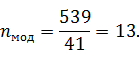 n_мод = 539/41 = 13.